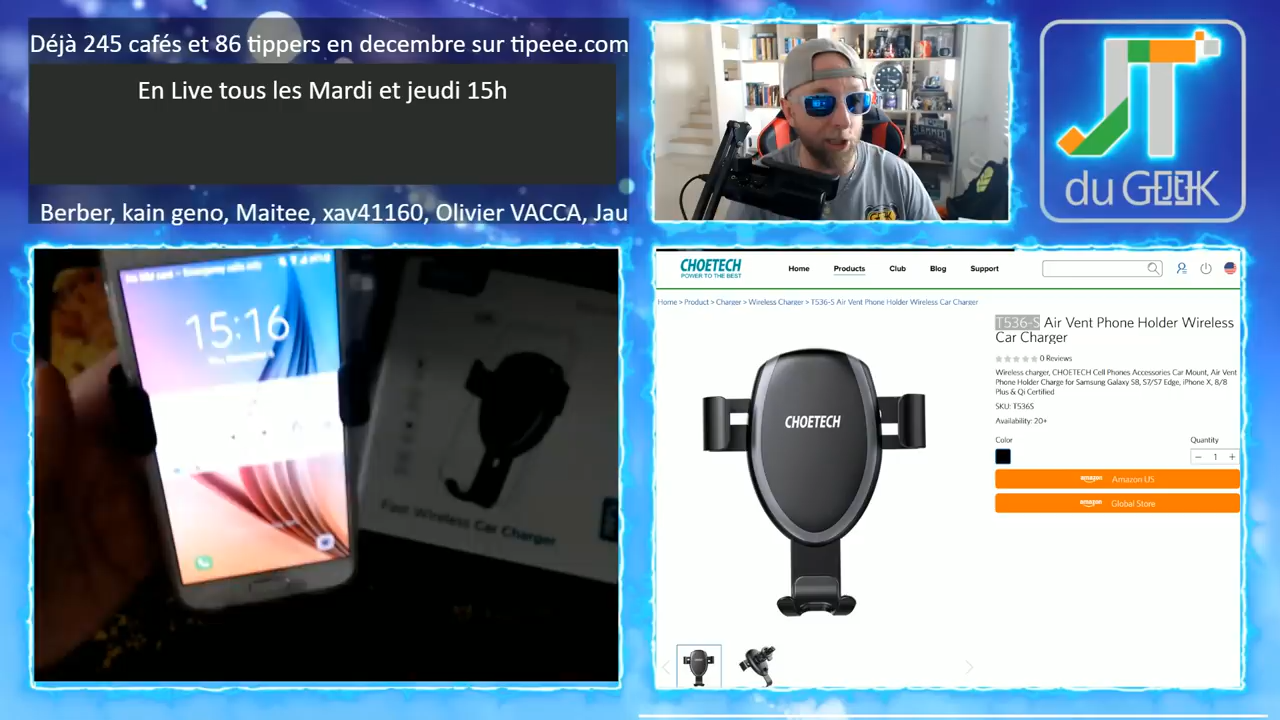 Déjà 245 cafés et 86 tippers en decembre sur tipeee.com
En Live tous les Mardi et jeudi 15h
Berber, kain geno, Maitee, xav41160, Olivier VACCA, Jau
JT
du GEEK
SLAMMED
15:16
Fast Wireless Car Charger
CHOETECH
POWER TO THE BEST
Home Products Club Blog Support
Home > Product > Charger > Wireless Charger > T536-S Air Vent Phone Holder Wireless Car Charger
CHOETECH
T536-S Air Vent Phone Holder Wireless
Car Charger
0 Reviews
Wireless charger, CHOETECH Cell Phones Accessories Car Mount, Air Vent
Phone Holder Charge for Samsung Galaxy S8, S7/S7 Edge, iPhone X, 8/8
Plus & Qi Certified
SKU: T536S
Availability: 20+
Color Quantity
− 1 +
amazon Amazon US
amazon Global Store